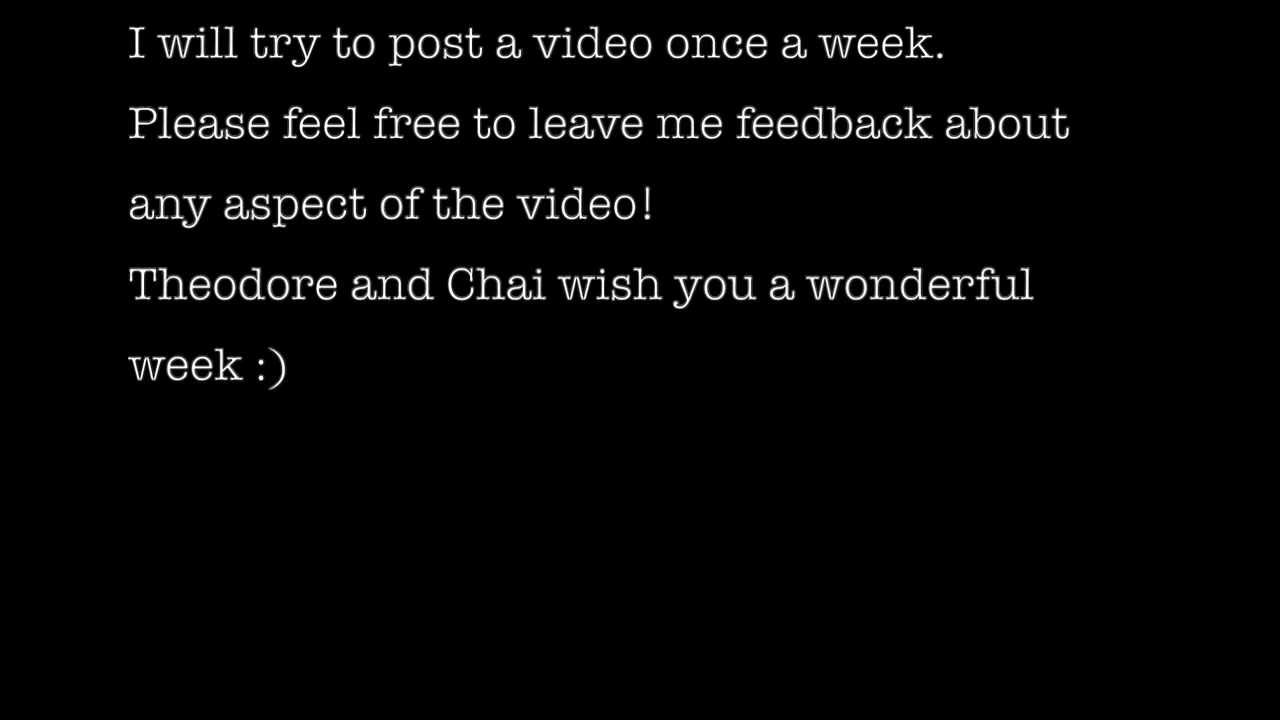 I will try to post a video once a week.
Please feel free to leave me feedback about
any aspect of the video!
Theodore and Chai wish you a wonderful
week :)